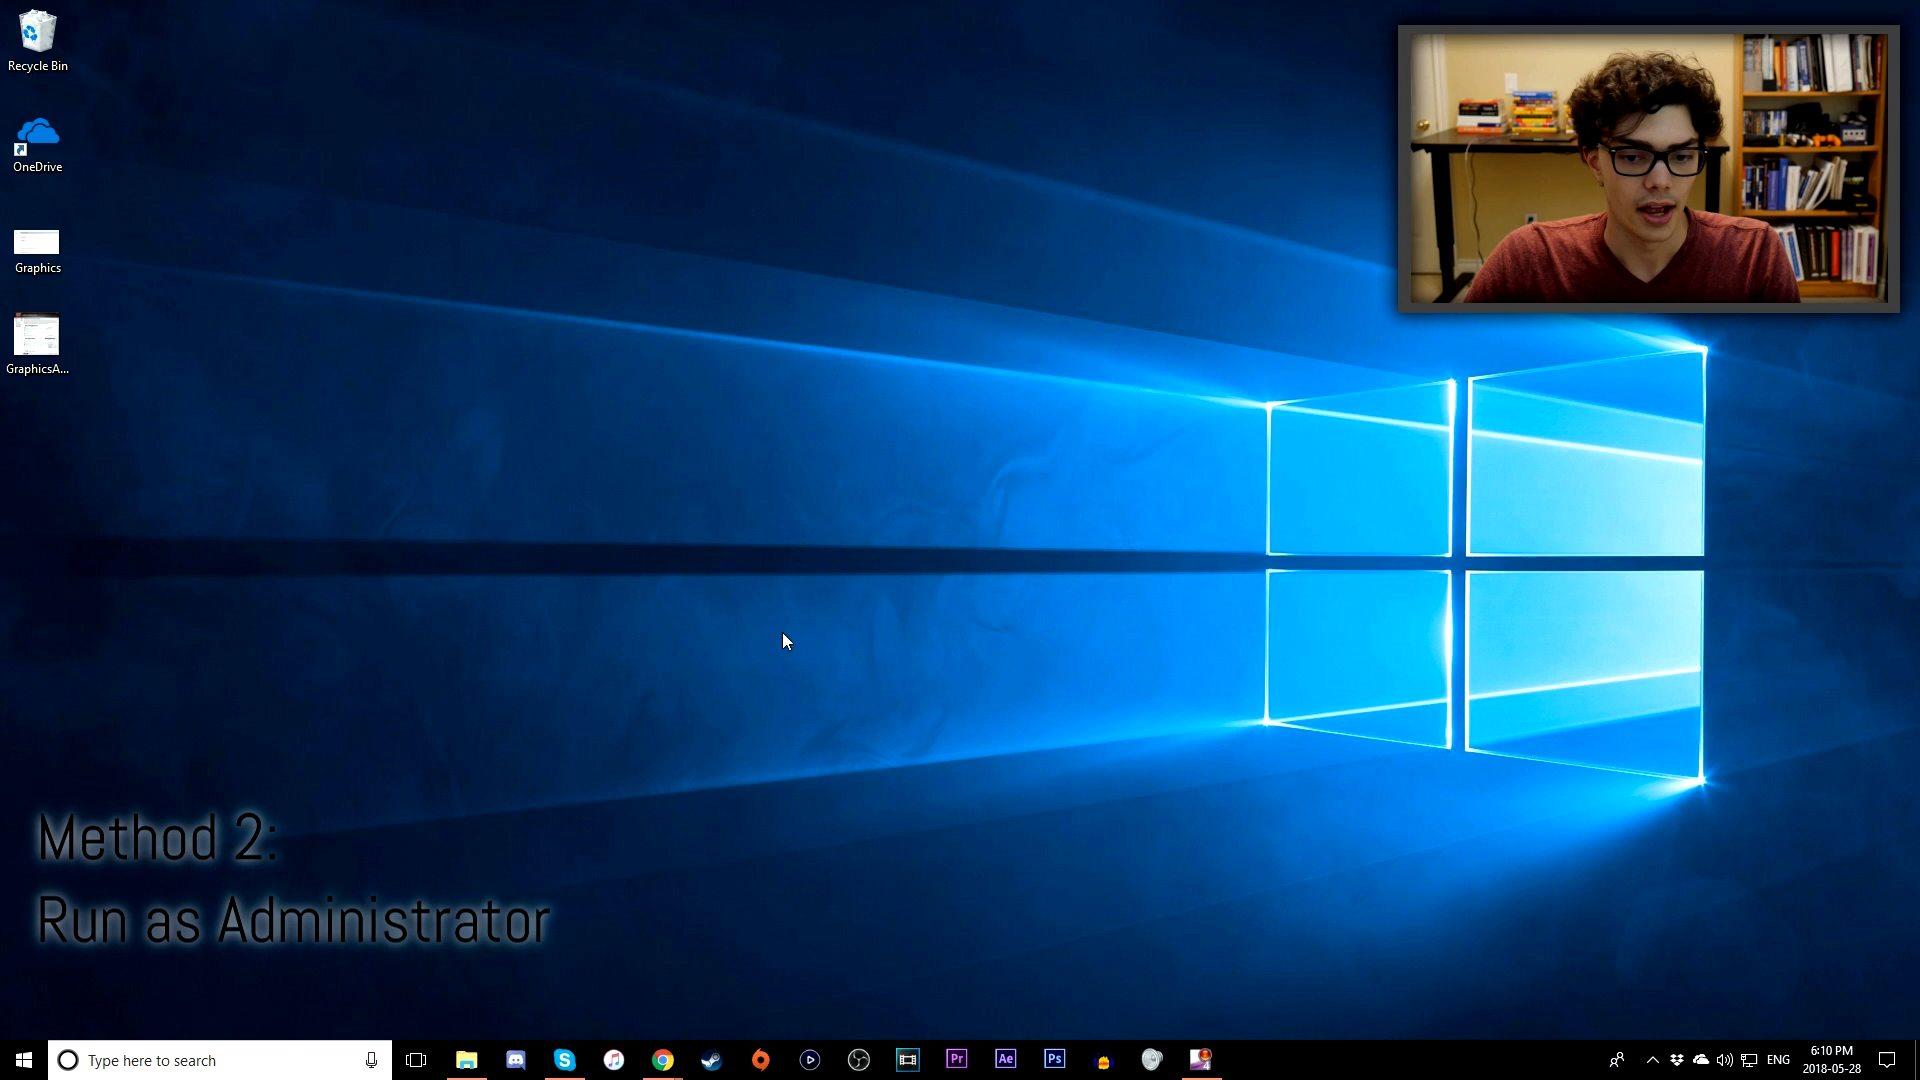 Recycle Bin
OneDrive
Graphics
GraphicsA...
Method 2:
Run as Administrator
Type here to search
Pr
Ae
Ps
4
ENG
6:10 PM
2018-05-28